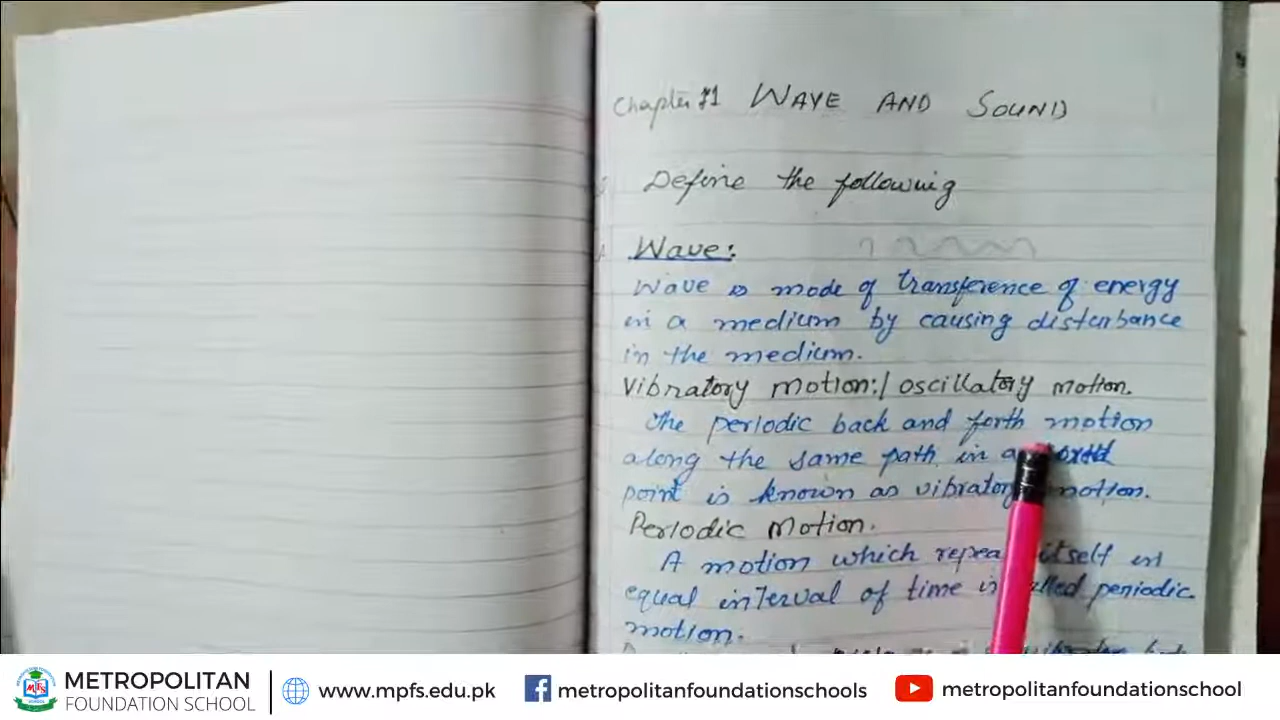 Chapter #1 WAVE AND SOUND
Define the following
Wave:
Wave is mode of transference of energy
in a medium by causing disturbance
in the medium.
Vibratory motion:/ oscillatory motion.
The periodic back and forth motion
along the same path in a
point is known as vibratory motion.
Periodic Motion.
A motion which repeat itself in
equal interval of time is called periodic
motion.
METROPOLITAN
FOUNDATION SCHOOL
MFS
www.mpfs.edu.pk
metropolitanfoundationschools
metropolitanfoundationschool